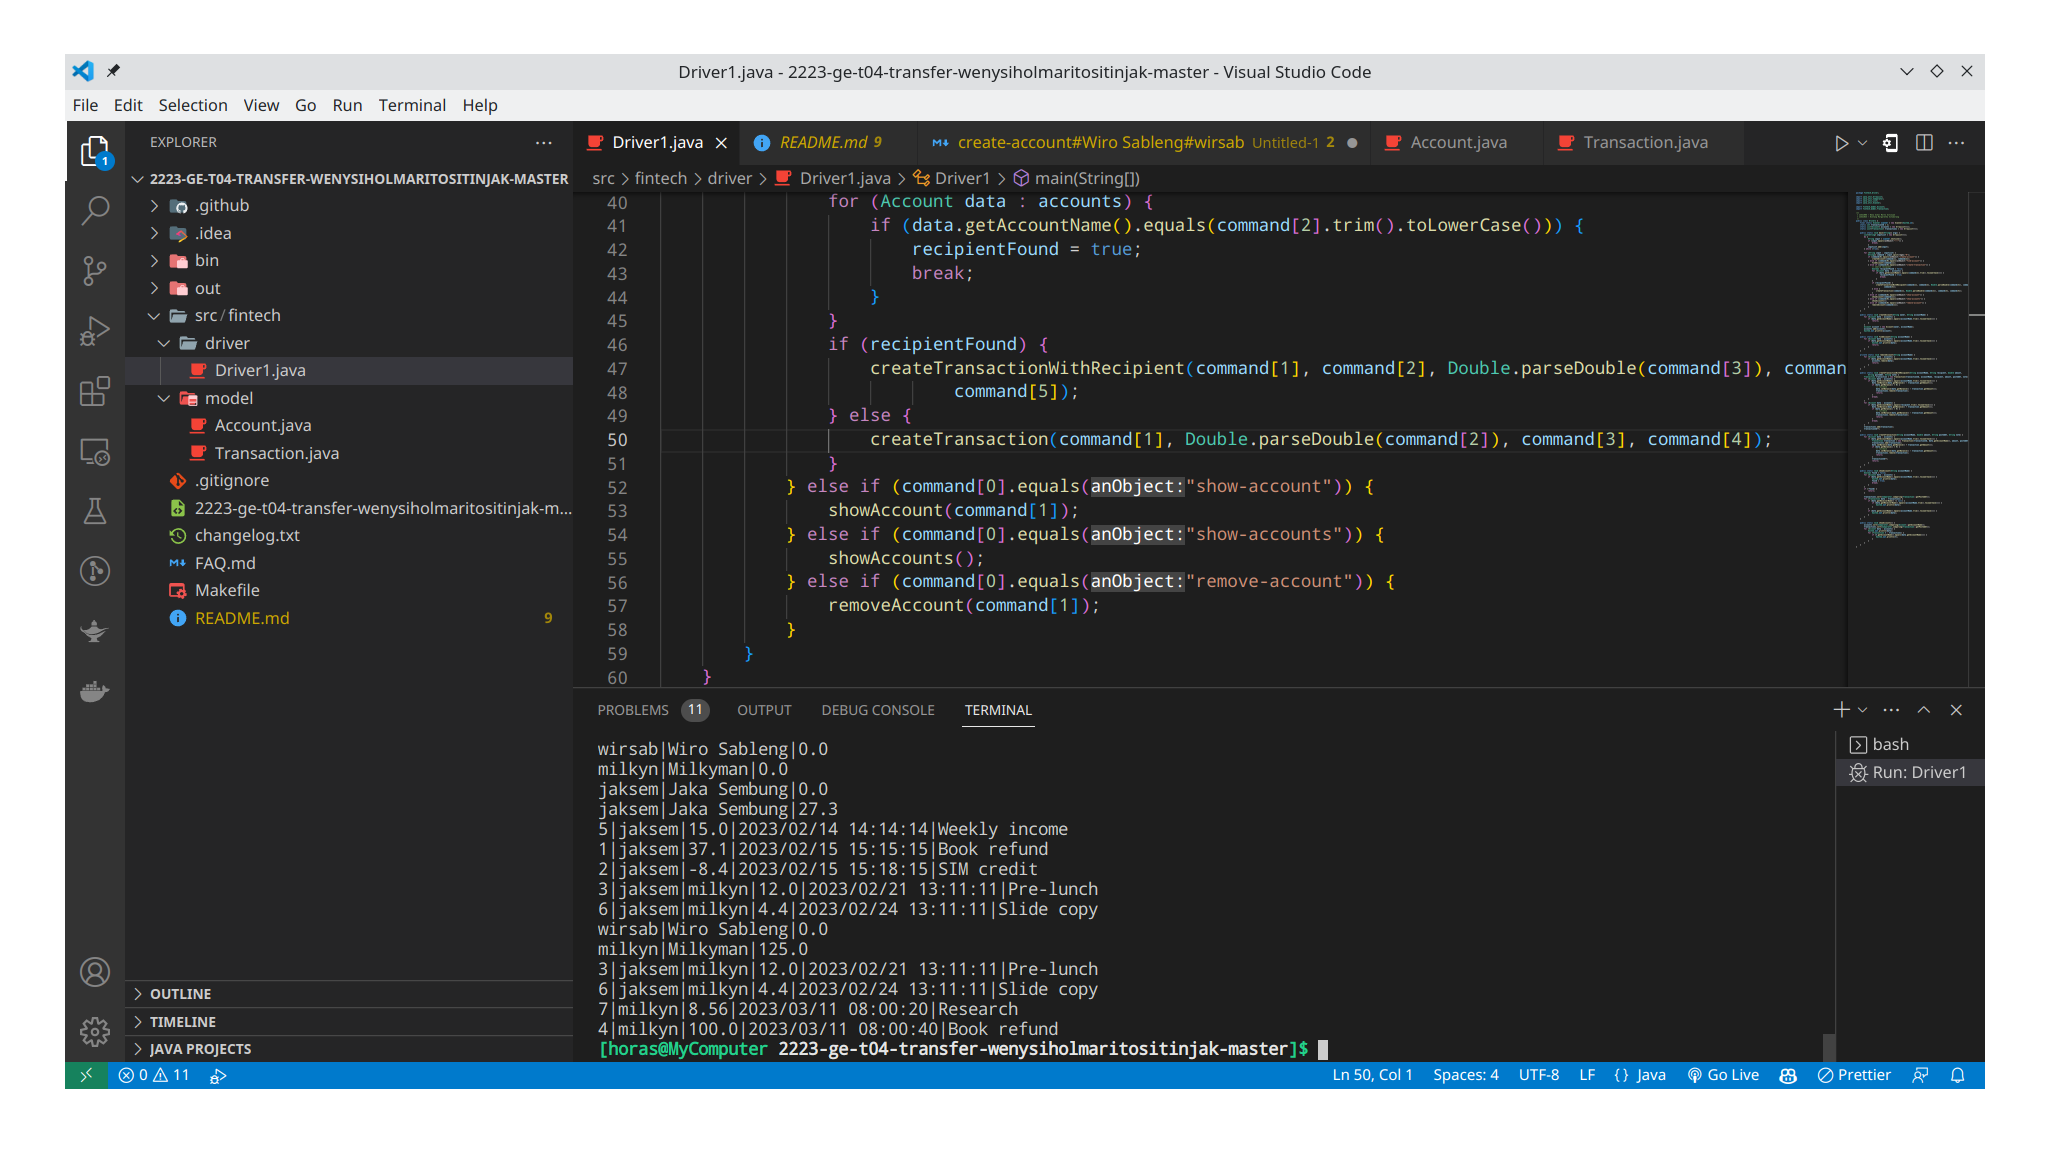 Driver1.java - 2223-ge-t04-transfer-wenysiholmaritositinjak-master - Visual Studio Code
File Edit Selection View Go Run Terminal Help
1
EXPLORER
2223-GE-T04-TRANSFER-WENYSIHOLMARITOSITINJAK-MASTER
.github
.idea
bin
out
src/fintech
driver
Driver1.java
model
Account.java
Transaction.java
.gitignore
2223-ge-t04-transfer-wenysiholmaritositinjak-m...
changelog.txt
FAQ.md
Makefile
README.md 9
OUTLINE
TIMELINE
JAVA PROJECTS
Driver1.java README.md 9 create-account#Wiro Sableng#wirsab Untitled-1 2 Account.java Transaction.java
src > fintech > driver > Driver1.java > Driver1 > main(String[])
40 for (Account data : accounts) {
41 if (data.getAccountName().equals(command[2].trim().toLowerCase())) {
42 recipientFound = true;
43 break;
44 }
45 }
46 if (recipientFound) {
47 createTransactionWithRecipient(command[1], command[2], Double.parseDouble(command[3]), comman
48 command[5]);
49 } else {
50 createTransaction(command[1], Double.parseDouble(command[2]), command[3], command[4]);
51 }
52 } else if (command[0].equals(anObject:"show-account")) {
53 showAccount(command[1]);
54 } else if (command[0].equals(anObject:"show-accounts")) {
55 showAccounts();
56 } else if (command[0].equals(anObject:"remove-account")) {
57 removeAccount(command[1]);
58 }
59 }
60 }
PROBLEMS 11 OUTPUT DEBUG CONSOLE TERMINAL
wirsab|Wiro Sableng|0.0
milkyn|Milkyman|0.0
jaksem|Jaka Sembung|0.0
jaksem|Jaka Sembung|27.3
5|jaksem|15.0|2023/02/14 14:14:14|Weekly income
1|jaksem|37.1|2023/02/15 15:15:15|Book refund
2|jaksem|-8.4|2023/02/15 15:18:15|SIM credit
3|jaksem|milkyn|12.0|2023/02/21 13:11:11|Pre-lunch
6|jaksem|milkyn|4.4|2023/02/24 13:11:11|Slide copy
wirsab|Wiro Sableng|0.0
milkyn|Milkyman|125.0
3|jaksem|milkyn|12.0|2023/02/21 13:11:11|Pre-lunch
6|jaksem|milkyn|4.4|2023/02/24 13:11:11|Slide copy
7|milkyn|8.56|2023/03/11 08:00:20|Research
4|milkyn|100.0|2023/03/11 08:00:40|Book refund
[horas@MyComputer 2223-ge-t04-transfer-wenysiholmaritositinjak-master]$
bash
Run: Driver1
0 11
Ln 50, Col 1 Spaces: 4 UTF-8 LF {} Java Go Live Prettier